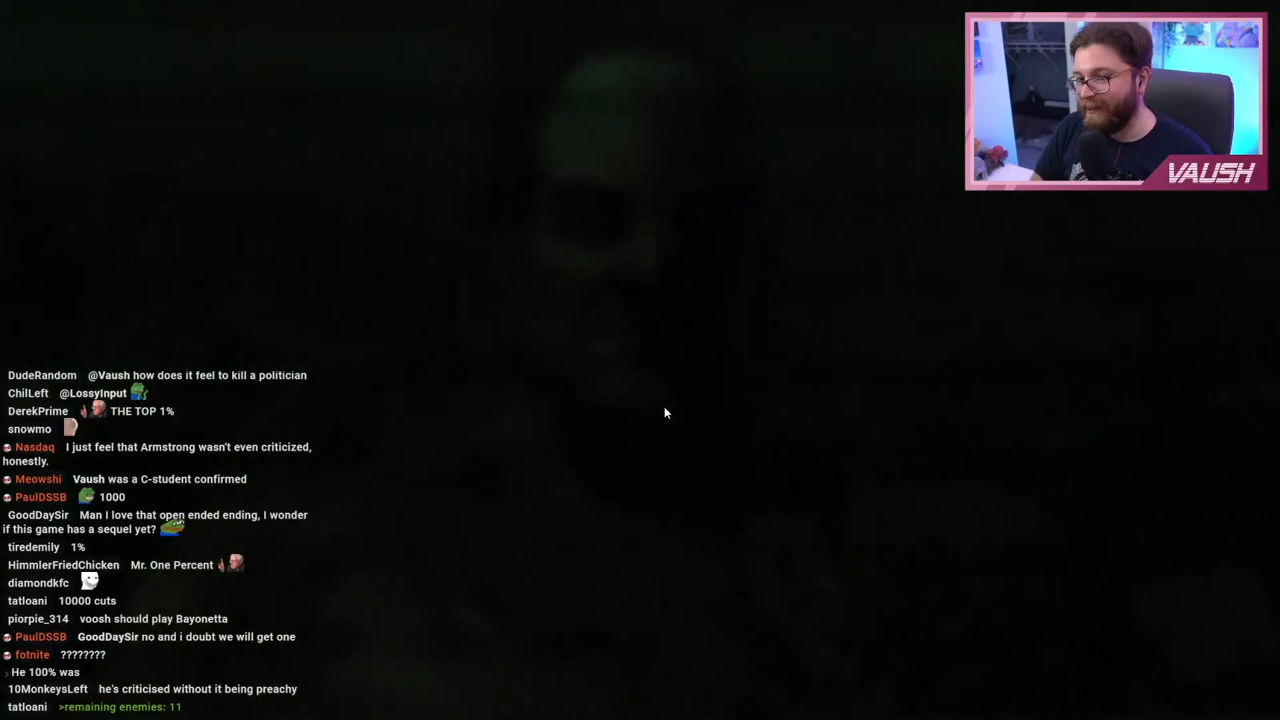 VAUSH
DudeRandom @Vaush how does it feel to kill a politician
ChilLeft @LossyInput
DerekPrime THE TOP 1%
snowmo
Nasdaq I just feel that Armstrong wasn't even criticized,
honestly.
Meowshi Vaush was a C-student confirmed
PaulDSSB 1000
GoodDaySir Man I love that open ended ending, I wonder
if this game has a sequel yet?
tiredemily 1%
HimmlerFriedChicken Mr. One Percent
diamondkfc
tatloani 10000 cuts
piorpie_314 voosh should play Bayonetta
PaulDSSB GoodDaySir no and i doubt we will get one
fotnite ????????
He 100% was
10MonkeysLeft he's criticised without it being preachy
tatloani >remaining enemies: 11